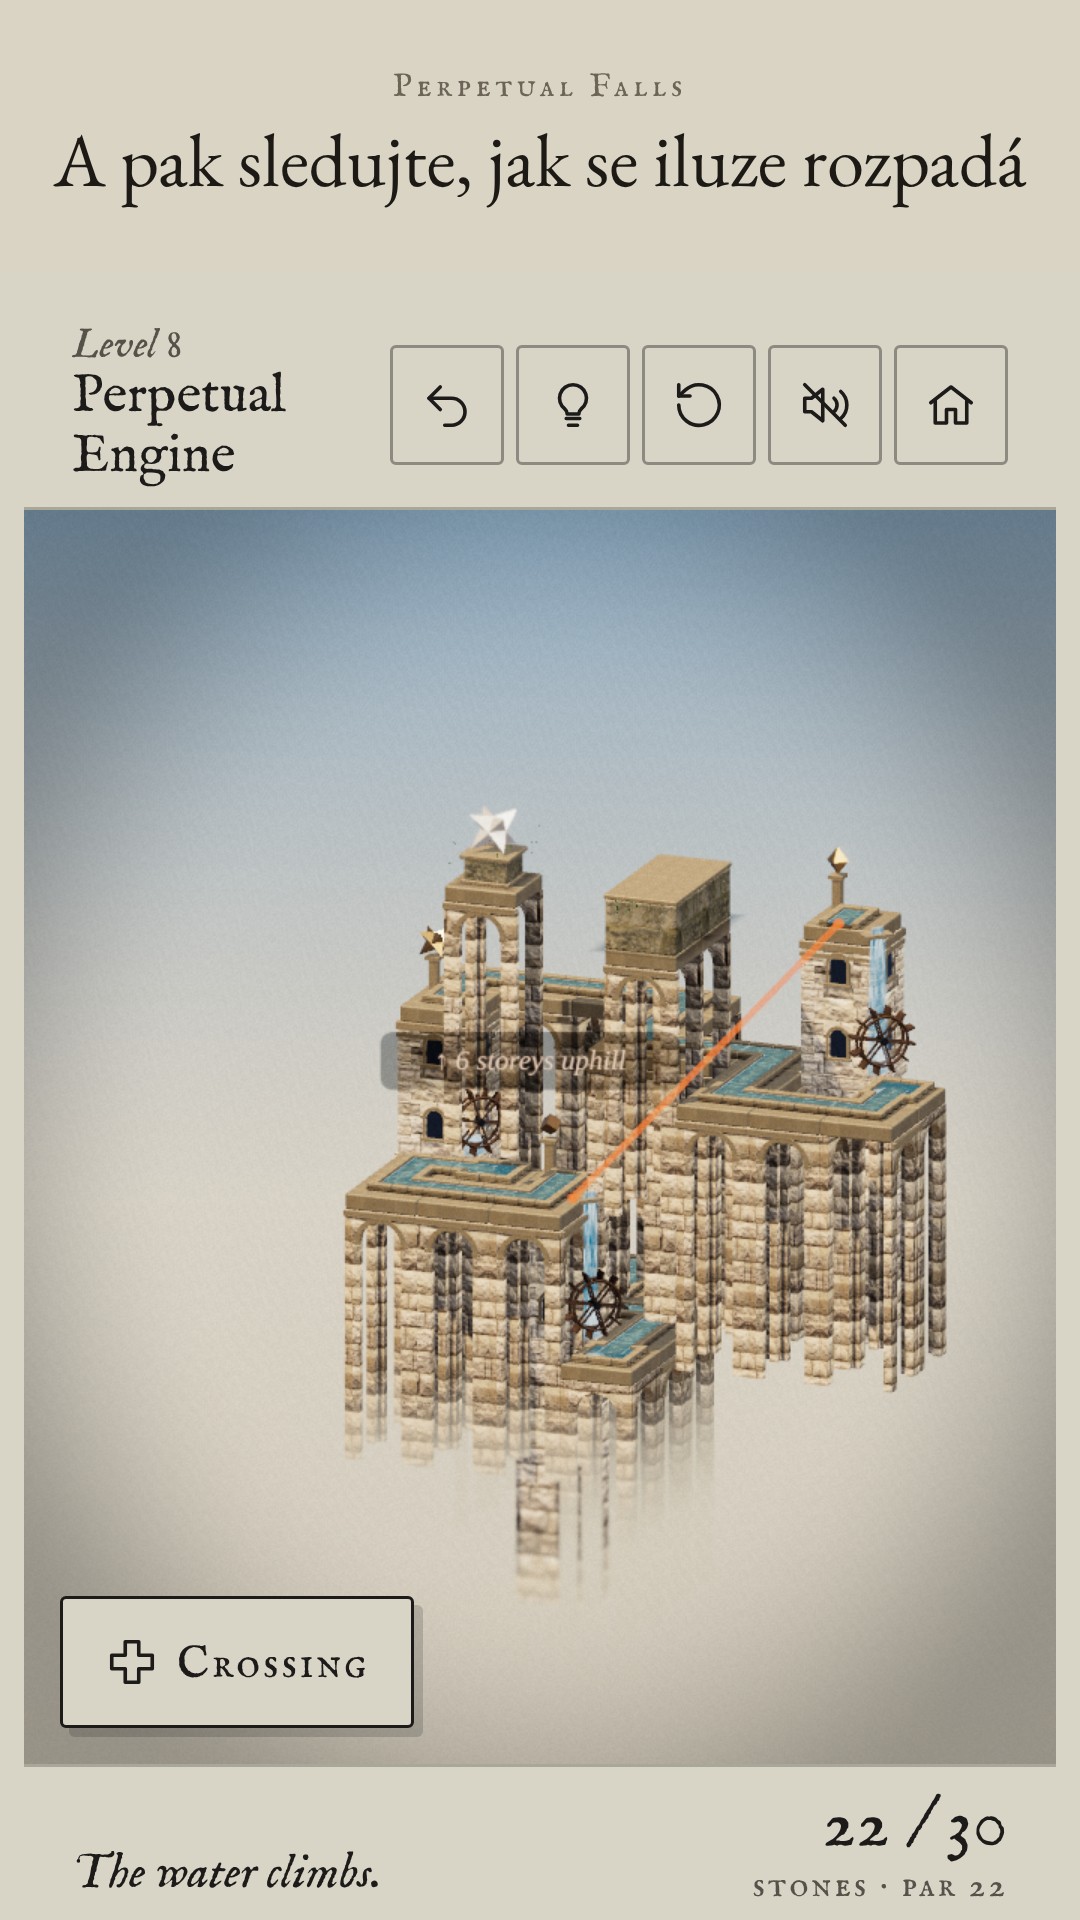 Perpetual Falls
A pak sledujte, jak se iluze rozpadá
Level 8
Perpetual
Engine
↑ 6 storeys uphill
Crossing
22 / 30
The water climbs.
STONES · PAR 22